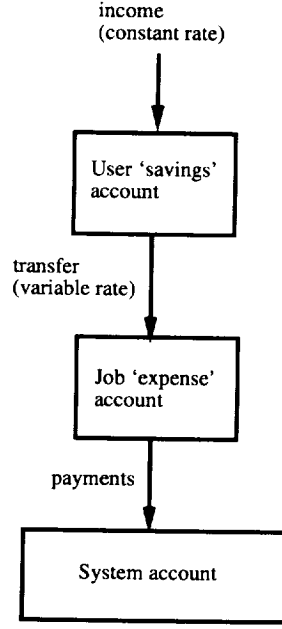 income
(constant rate)
User ‘savings’
account
transfer
(variable rate)
Job ‘expense’
account
payments
System account